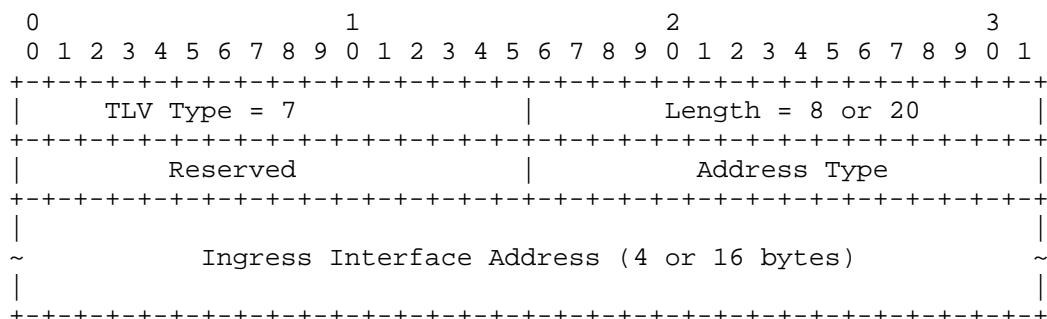 0                   1                   2                   3
 0 1 2 3 4 5 6 7 8 9 0 1 2 3 4 5 6 7 8 9 0 1 2 3 4 5 6 7 8 9 0 1
+-+-+-+-+-+-+-+-+-+-+-+-+-+-+-+-+-+-+-+-+-+-+-+-+-+-+-+-+-+-+-+-+
|     TLV Type = 7              |        Length = 8 or 20       |
+-+-+-+-+-+-+-+-+-+-+-+-+-+-+-+-+-+-+-+-+-+-+-+-+-+-+-+-+-+-+-+-+
|         Reserved              |          Address Type         |
+-+-+-+-+-+-+-+-+-+-+-+-+-+-+-+-+-+-+-+-+-+-+-+-+-+-+-+-+-+-+-+-+
|                                                               |
~           Ingress Interface Address (4 or 16 bytes)           ~
|                                                               |
+-+-+-+-+-+-+-+-+-+-+-+-+-+-+-+-+-+-+-+-+-+-+-+-+-+-+-+-+-+-+-+-+